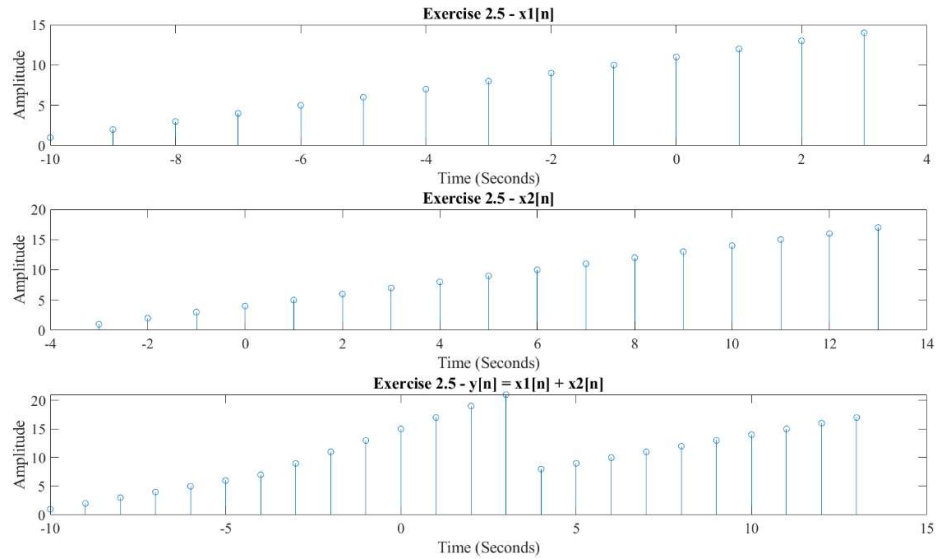 Exercise 2.5 - x1[n]
15
10
5
0
Amplitude
-10 -8 -6 -4 -2 0 2 4
Time (Seconds)
Exercise 2.5 - x2[n]
20
15
10
5
0
Amplitude
-4 -2 0 2 4 6 8 10 12 14
Time (Seconds)
Exercise 2.5 - y[n] = x1[n] + x2[n]
20
15
10
5
0
Amplitude
-10 -5 0 5 10 15
Time (Seconds)